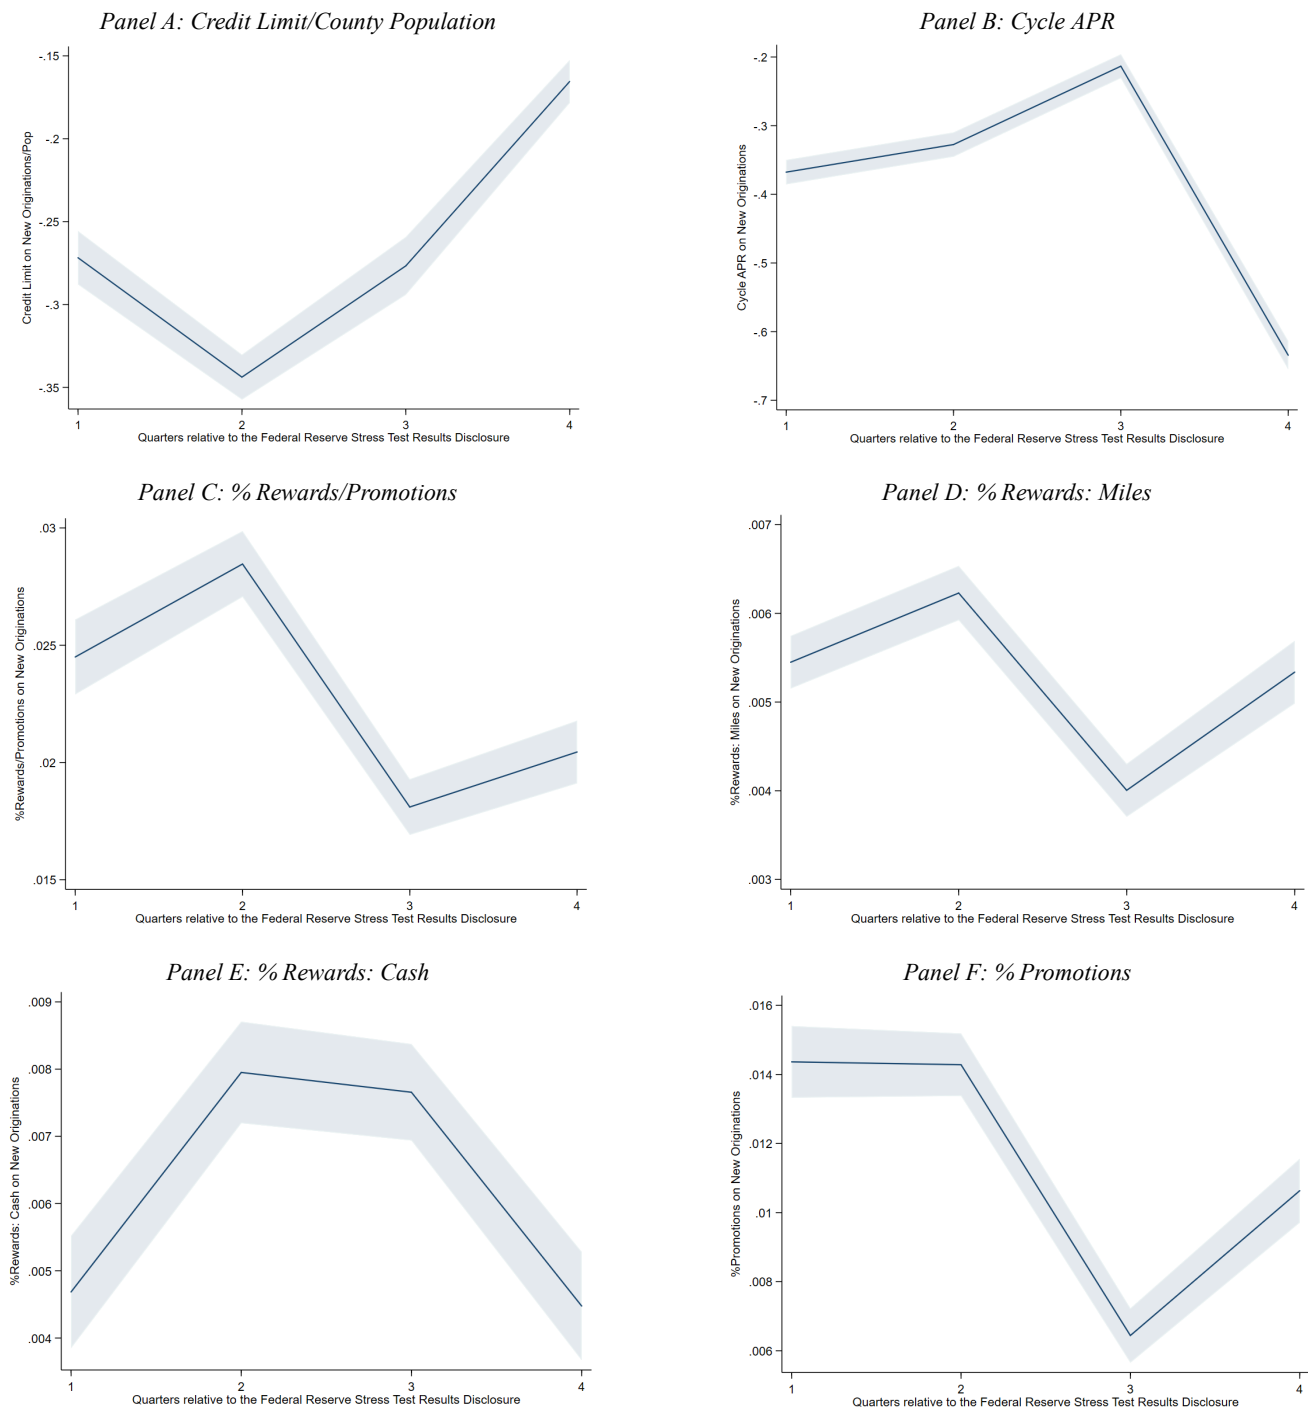 Panel A: Credit Limit/County Population
-.15
-.2
-.25
-.3
-.35
Credit Limit on New Originations/Pop
1 2 3 4
Quarters relative to the Federal Reserve Stress Test Results Disclosure
Panel B: Cycle APR
-.2
-.3
-.4
-.5
-.6
-.7
Cycle APR on New Originations
1 2 3 4
Quarters relative to the Federal Reserve Stress Test Results Disclosure
Panel C: % Rewards/Promotions
.03
.025
.02
.015
%Rewards/Promotions on New Originations
1 2 3 4
Quarters relative to the Federal Reserve Stress Test Results Disclosure
Panel D: % Rewards: Miles
.007
.006
.005
.004
.003
%Rewards: Miles on New Originations
1 2 3 4
Quarters relative to the Federal Reserve Stress Test Results Disclosure
Panel E: % Rewards: Cash
.009
.008
.007
.006
.005
.004
%Rewards: Cash on New Originations
1 2 3 4
Quarters relative to the Federal Reserve Stress Test Results Disclosure
Panel F: % Promotions
.016
.014
.012
.01
.008
.006
%Promotions on New Originations
1 2 3 4
Quarters relative to the Federal Reserve Stress Test Results Disclosure